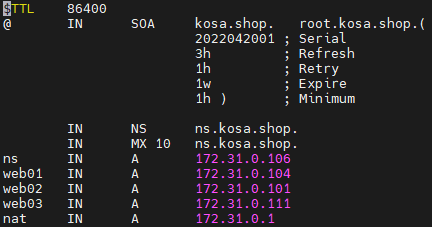 $TTL 86400
@ IN SOA kosa.shop. root.kosa.shop.(
2022042001 ; Serial
3h ; Refresh
1h ; Retry
1w ; Expire
1h ) ; Minimum
IN NS ns.kosa.shop.
IN MX 10 ns.kosa.shop.
ns IN A 172.31.0.106
web01 IN A 172.31.0.104
web02 IN A 172.31.0.101
web03 IN A 172.31.0.111
nat IN A 172.31.0.1